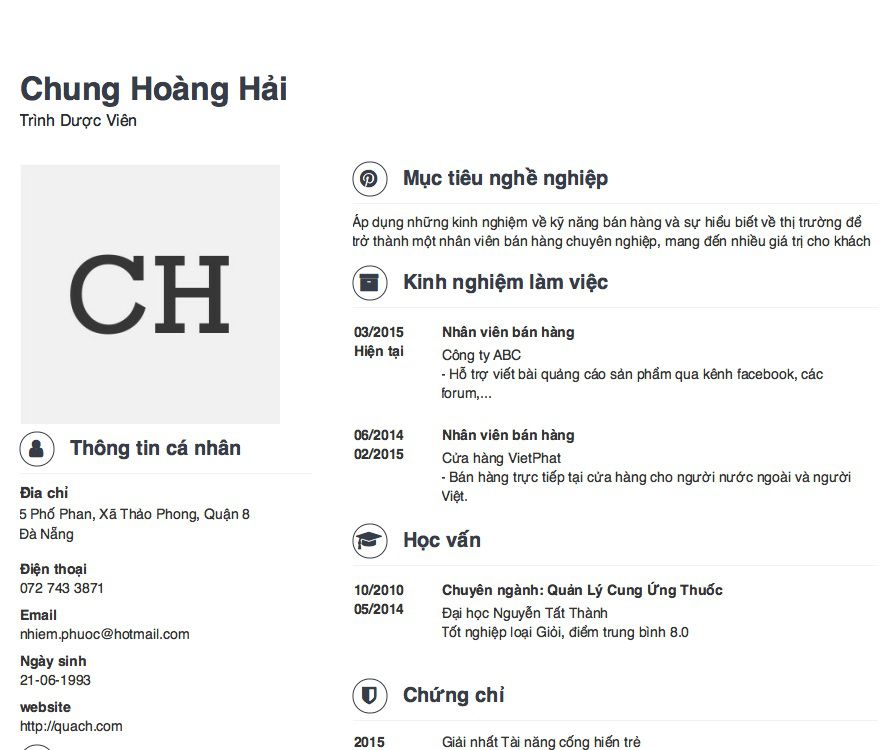 Chung Hoàng Hải
Trình Dược Viên
CH
Thông tin cá nhân
Đia chỉ
5 Phố Phan, Xã Thảo Phong, Quận 8
Đà Nẵng
Điện thoại
072 743 3871
Email
nhiem.phuoc@hotmail.com
Ngày sinh
21-06-1993
website
http://quach.com
Mục tiêu nghề nghiệp
Áp dụng những kinh nghiệm về kỹ năng bán hàng và sự hiểu biết về thị trường để
trở thành một nhân viên bán hàng chuyên nghiệp, mang đến nhiều giá trị cho khách
Kinh nghiệm làm việc
03/2015 Nhân viên bán hàng
Hiện tại Công ty ABC
- Hỗ trợ viết bài quảng cáo sản phẩm qua kênh facebook, các
forum,...
06/2014 Nhân viên bán hàng
02/2015 Cửa hàng VietPhat
- Bán hàng trực tiếp tại cửa hàng cho người nước ngoài và người
Việt.
Học vấn
10/2010 Chuyên ngành: Quản Lý Cung Ứng Thuốc
05/2014 Đại học Nguyễn Tất Thành
Tốt nghiệp loại Giỏi, điểm trung bình 8.0
Chứng chỉ
2015 Giải nhất Tài năng cống hiến trẻ